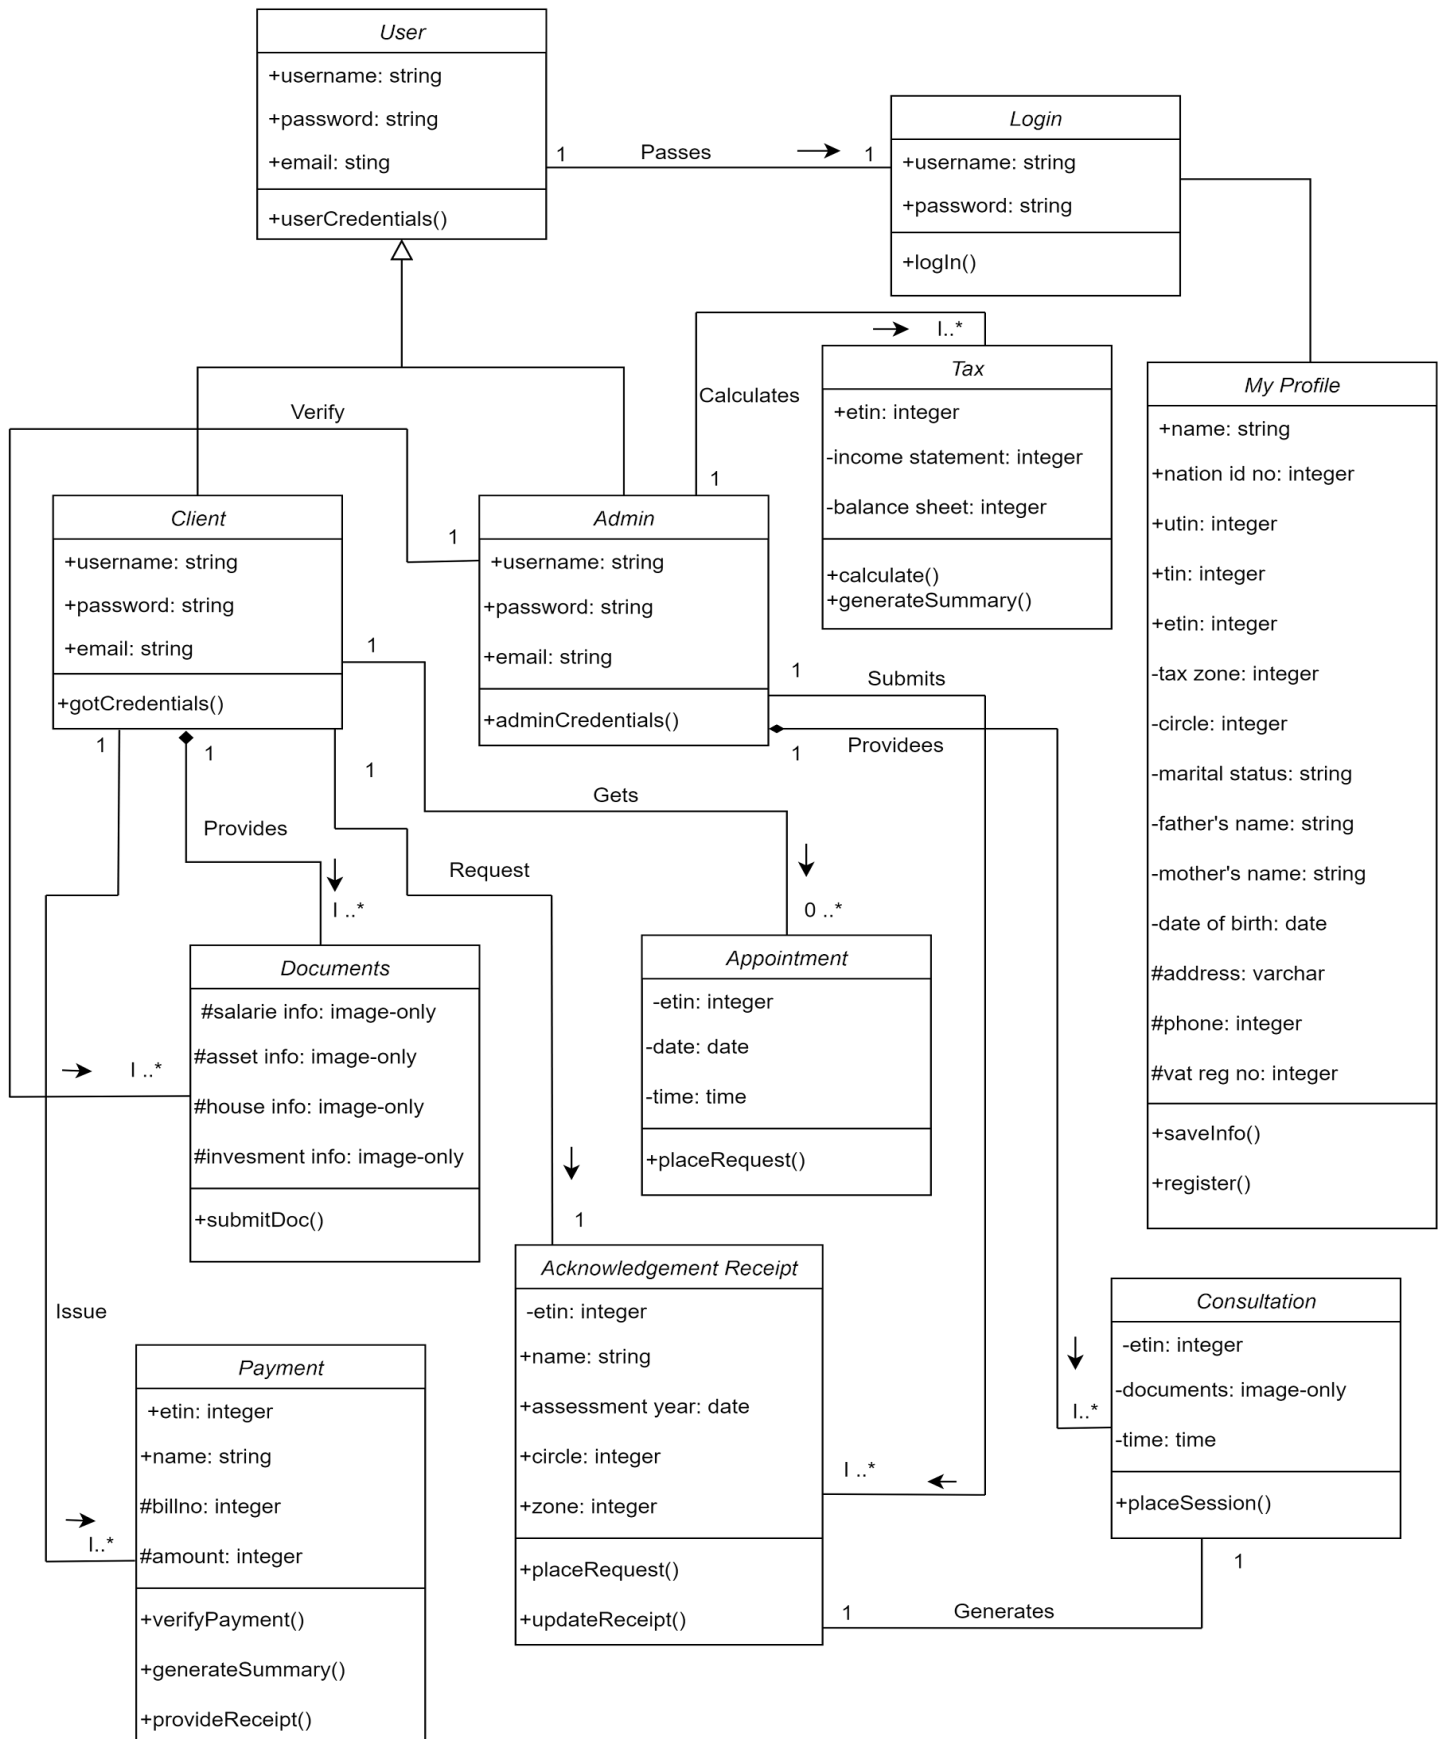 User
+username: string
+password: string
+email: sting
+userCredentials()
1
Passes
1
Login
+username: string
+password: string
+logIn()
Calculates
I..*
1
Tax
+etin: integer
-income statement: integer
-balance sheet: integer
+calculate()
+generateSummary()
My Profile
+name: string
+nation id no: integer
+utin: integer
+tin: integer
+etin: integer
-tax zone: integer
-circle: integer
-marital status: string
-father's name: string
-mother's name: string
-date of birth: date
#address: varchar
#phone: integer
#vat reg no: integer
+saveInfo()
+register()
Verify
1
I ..*
Client
+username: string
+password: string
+email: string
+gotCredentials()
Admin
+username: string
+password: string
+email: string
+adminCredentials()
1
Submits
I ..*
1
Providees
I..*
1
Gets
0 ..*
1
1
Provides
I ..*
1
Request
1
Documents
#salarie info: image-only
#asset info: image-only
#house info: image-only
#invesment info: image-only
+submitDoc()
Appointment
-etin: integer
-date: date
-time: time
+placeRequest()
Acknowledgement Receipt
-etin: integer
+name: string
+assessment year: date
+circle: integer
+zone: integer
+placeRequest()
+updateReceipt()
Consultation
-etin: integer
-documents: image-only
-time: time
+placeSession()
1
Generates
1
Issue
I..*
Payment
+etin: integer
+name: string
#billno: integer
#amount: integer
+verifyPayment()
+generateSummary()
+provideReceipt()